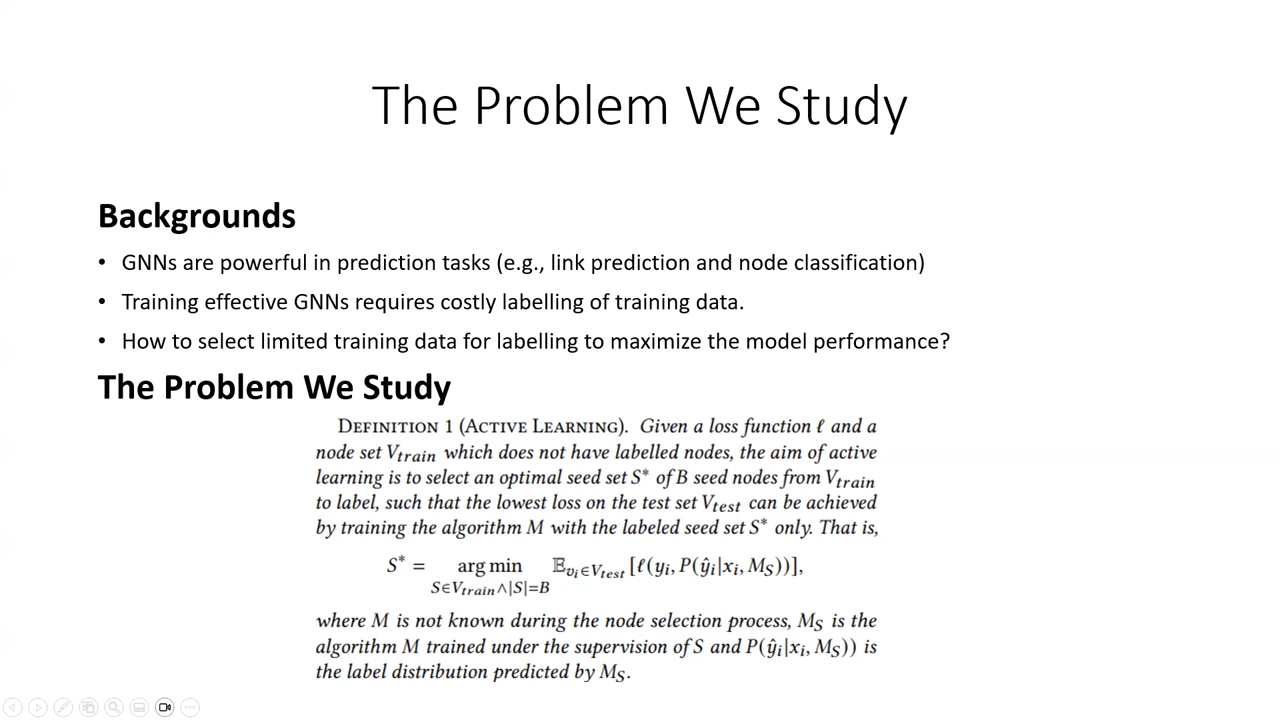 The Problem We Study
Backgrounds
• GNNs are powerful in prediction tasks (e.g., link prediction and node classification)
• Training effective GNNs requires costly labelling of training data.
• How to select limited training data for labelling to maximize the model performance?
The Problem We Study
Definition 1 (Active Learning). Given a loss function ℓ and a
node set V_train which does not have labelled nodes, the aim of active
learning is to select an optimal seed set S* of B seed nodes from V_train
to label, such that the lowest loss on the test set V_test can be achieved
by training the algorithm M with the labeled seed set S* only. That is,
S* = arg min_{S∈V_train∧|S|=B} 𝔼_{v_i∈V_test} [ℓ(y_i, P(ŷ_i|x_i, M_S))],
where M is not known during the node selection process, M_S is the
algorithm M trained under the supervision of S and P(ŷ_i|x_i, M_S)) is
the label distribution predicted by M_S.